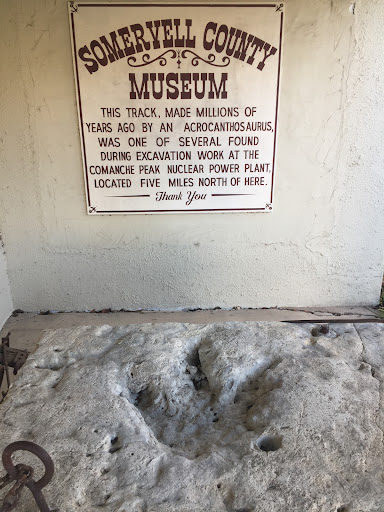 SOMERVELL COUNTY
MUSEUM
THIS TRACK, MADE MILLIONS OF
YEARS AGO BY AN ACROCANTHOSAURUS,
WAS ONE OF SEVERAL FOUND
DURING EXCAVATION WORK AT THE
COMANCHE PEAK NUCLEAR POWER PLANT,
LOCATED FIVE MILES NORTH OF HERE.
Thank You